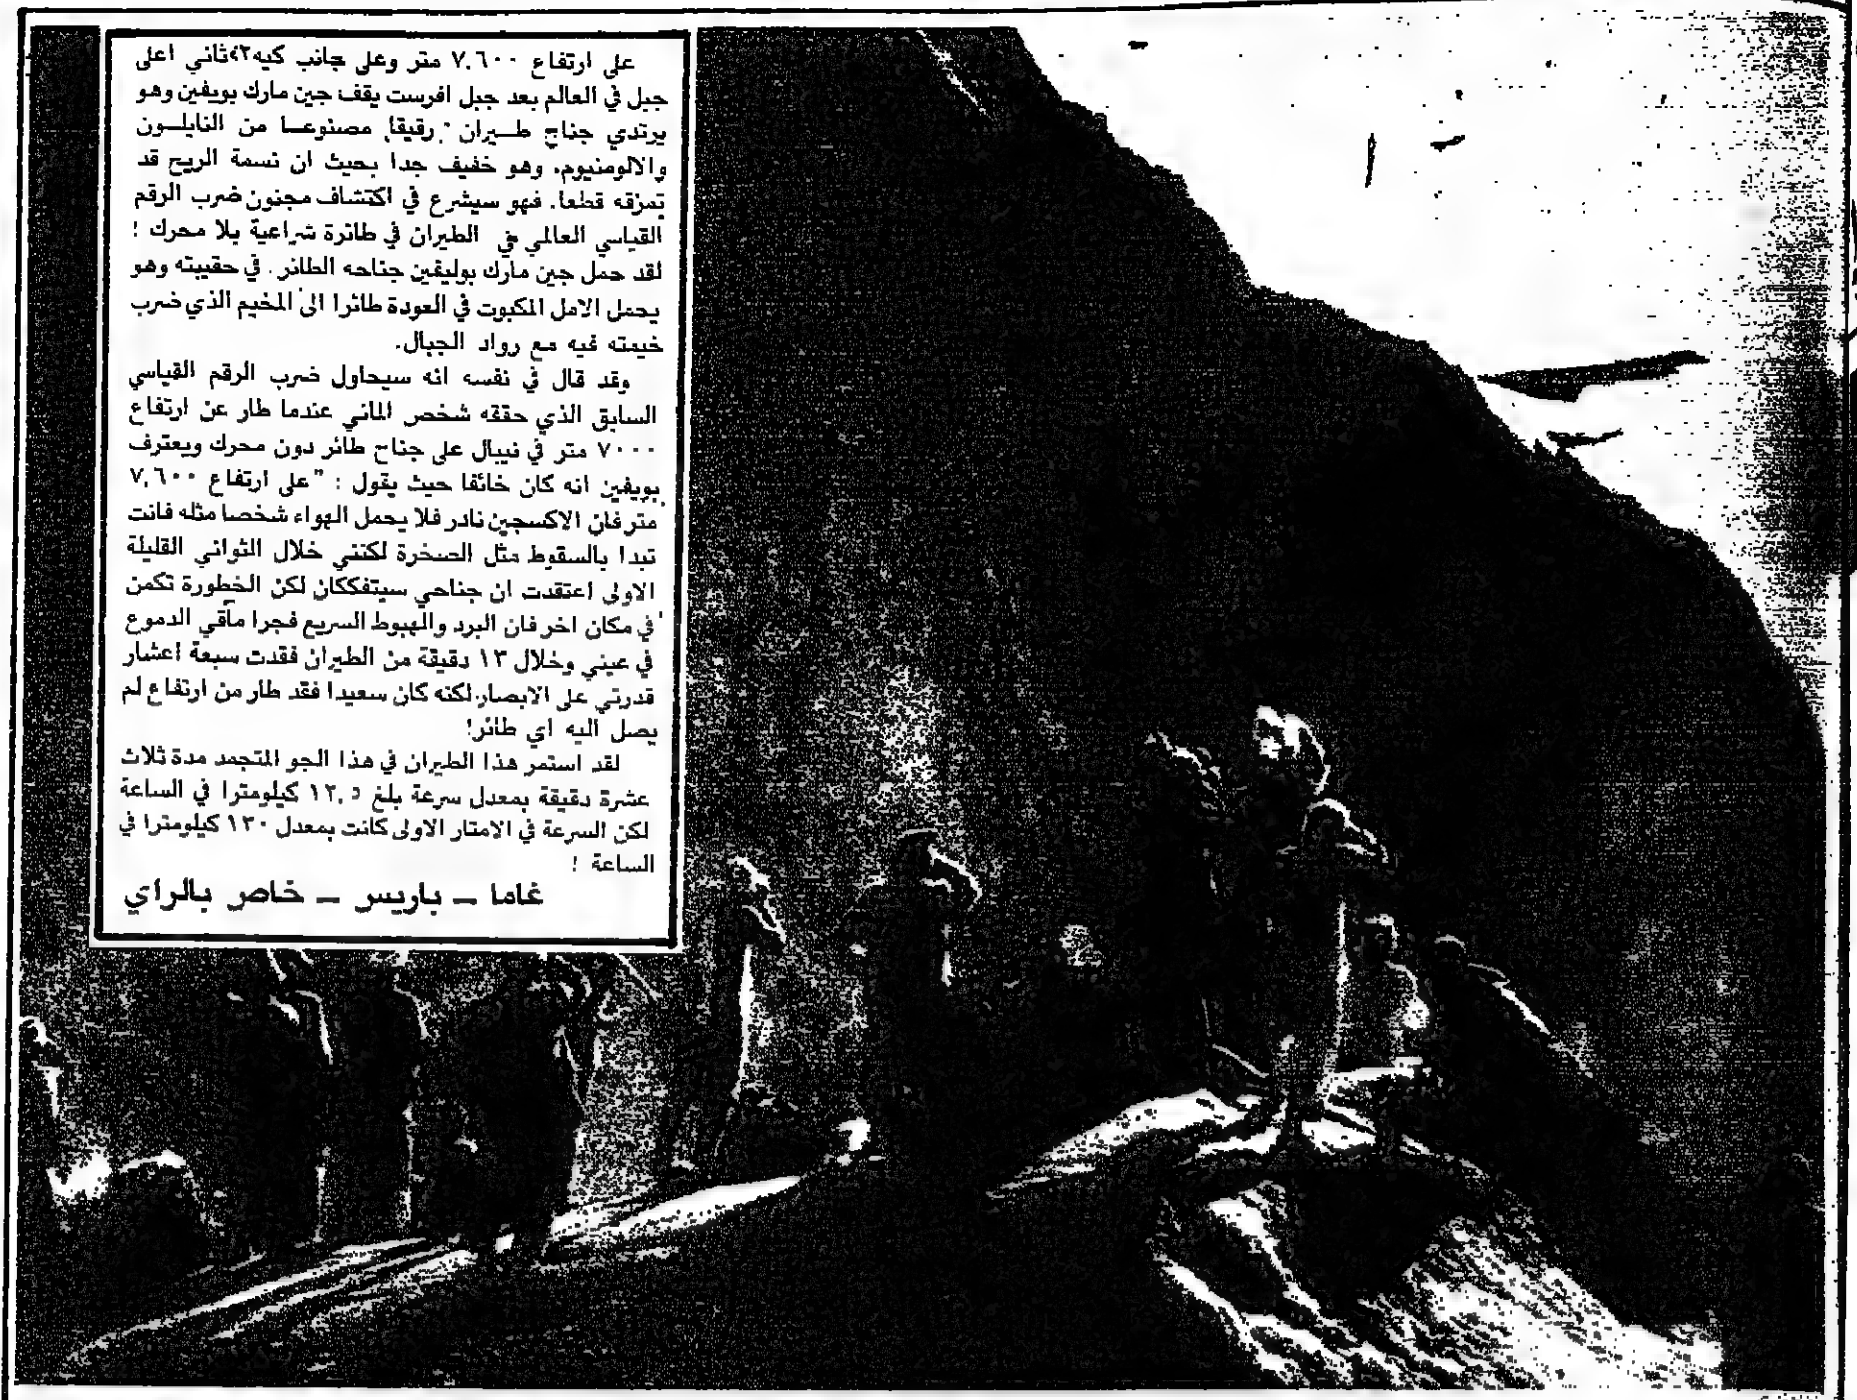 على ارتفاع ٧.٦٠٠ متر وعلى جانب كيه٢ ثاني اعلى
جبل في العالم بعد جبل افرست يقف جين مارك بويفين وهو
يرتدي جناح طيران رقيقا مصنوعا من النايلون
والالومنيوم. وهو خفيف جدا بحيث ان نسمة الريح قد
تمزقه قطعا. فهو سيشرع في اكتشاف مجنون ضرب الرقم
القياسي العالمي في الطيران في طائرة شراعية بلا محرك !
لقد حمل جين مارك بوليفين جناحه الطائر. في حقيبته وهو
يحمل الامل المكبوت في العودة طائرا الى المخيم الذي ضرب
خيمته فيه مع رواد الجبال.
وقد قال في نفسه انه سيحاول ضرب الرقم القياسي
السابق الذي حققه شخص الماني عندما طار عن ارتفاع
٧٠٠٠ متر في نيبال على جناح طائر دون محرك ويعترف
بويفين انه كان خائفا حيث يقول : "على ارتفاع ٧,٦٠٠
متر فان الاكسجين نادر فلا يحمل الهواء شخصا مثله فانت
تبدا بالسقوط مثل الصخرة لكنني خلال الثواني القليلة
الاولى اعتقدت ان جناحي سيتفككان لكن الخطورة تكمن
في مكان اخر فان البرد والهبوط السريع فجرا مآقي الدموع
في عيني وخلال ١٣ دقيقة من الطيران فقدت سبعة اعشار
قدرتي على الابصار. لكنه كان سعيدا فقد طار من ارتفاع لم
يصل اليه اي طائر!
لقد استمر هذا الطيران في هذا الجو المتجمد مدة ثلاث
عشرة دقيقة بمعدل سرعة بلغ ١٢,٥ كيلومترا في الساعة
لكن السرعة في الامتار الاولى كانت بمعدل ١٣٠ كيلومترا في
الساعة !
غاما – باريس – خاص بالراي